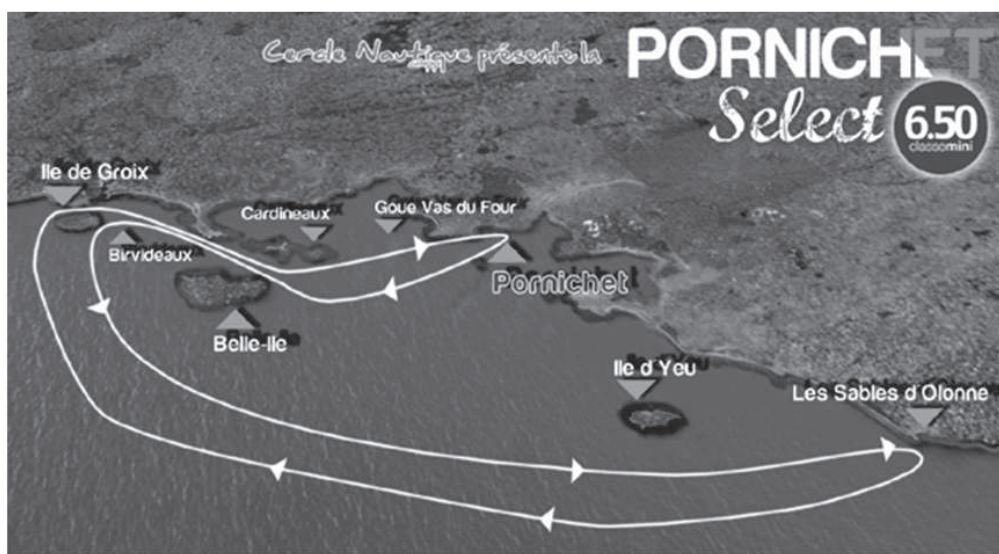 Cercle Nautique présente la
PORNICHET
Select
6.50
classemini
Ile de Groix
Cardineaux
Goue Vas du Four
Birvideaux
Pornichet
Belle-Ile
Ile d'Yeu
Les Sables d'Olonne